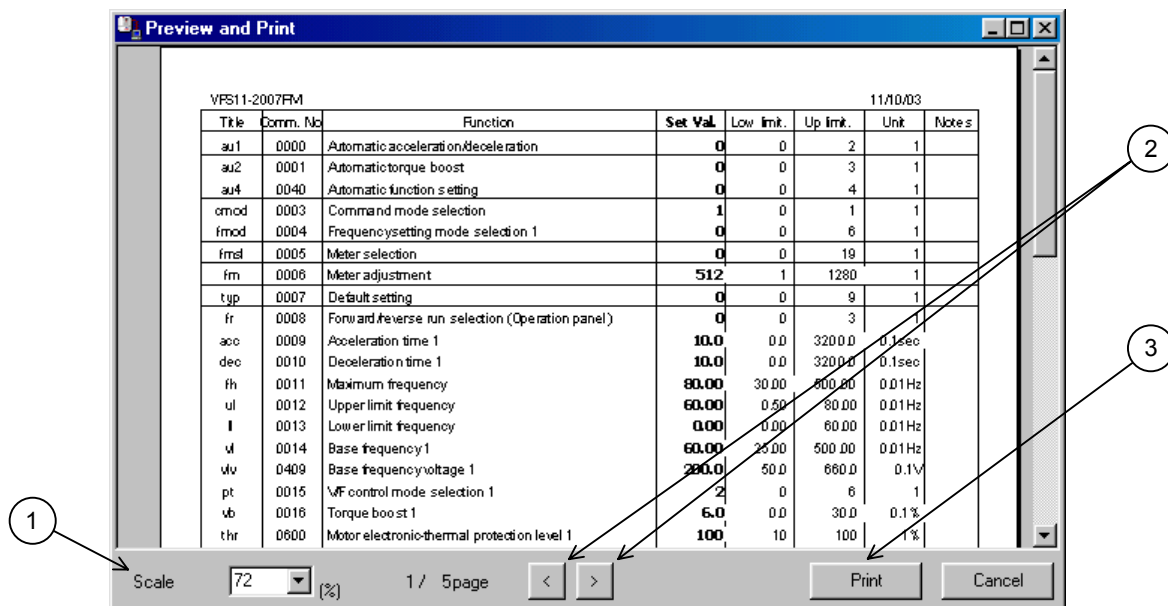 Preview and Print
VFS11-2007PM 11/10/03
Title Comm. No Function Set Val. Low limit. Up limit. Unit Notes
au1 0000 Automatic acceleration/deceleration 0 0 2 1
au2 0001 Automatic torque boost 0 0 3 1
au4 0040 Automatic function setting 0 0 4 1
cmod 0003 Command mode selection 1 0 1 1
fmod 0004 Frequency setting mode selection 1 0 0 6 1
fmsl 0005 Meter selection 0 0 19 1
fm 0006 Meter adjustment 512 1 1280 1
typ 0007 Default setting 0 0 9 1
fr 0008 Forward/reverse run selection (Operation panel) 0 0 3 1
acc 0009 Acceleration time 1 10.0 0.0 3200.0 0.1sec
dec 0010 Deceleration time 1 10.0 0.0 3200.0 0.1sec
fh 0011 Maximum frequency 80.00 30.00 500.00 0.01Hz
ul 0012 Upper limit frequency 60.00 0.50 80.00 0.01Hz
ll 0013 Lower limit frequency 0.00 0.00 60.00 0.01Hz
vl 0014 Base frequency 1 60.00 25.00 500.00 0.01Hz
vlv 0409 Base frequency voltage 1 200.0 50.0 660.0 0.1V
pt 0015 V/F control mode selection 1 2 0 6 1
vb 0016 Torque boost 1 6.0 0.0 30.0 0.1%
thr 0600 Motor electronic-thermal protection level 1 100 10 100 1%
Scale 72 (%) 1 / 5page < > Print Cancel
1
2
3